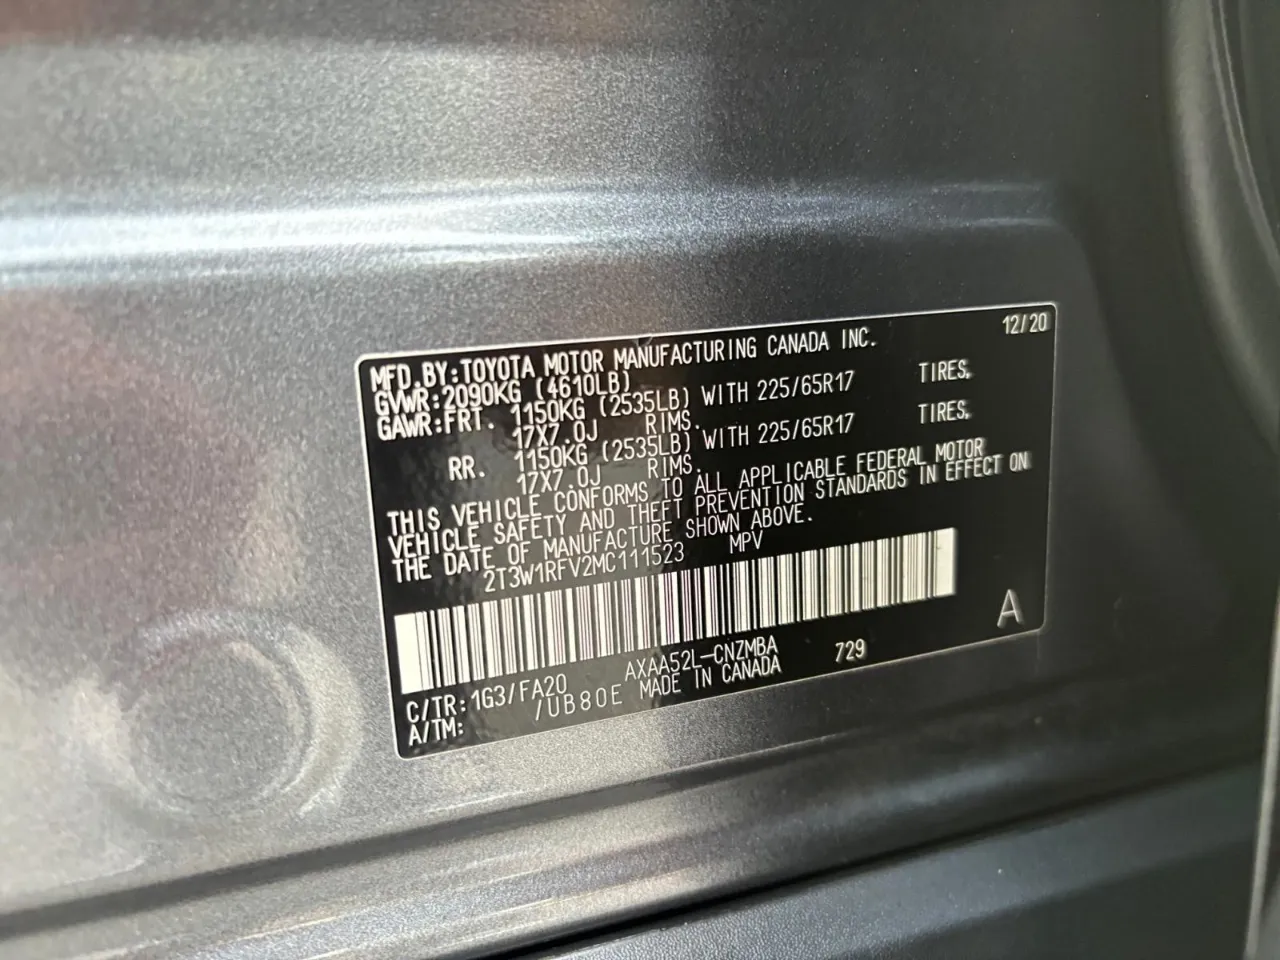 12/20
MFD.BY:TOYOTA MOTOR MANUFACTURING CANADA INC.
GVWR:2090KG (4610LB)
GAWR:FRT. 1150KG (2535LB) WITH 225/65R17 TIRES,
17X7.0J RIMS.
RR. 1150KG (2535LB) WITH 225/65R17 TIRES,
17X7.0J RIMS.
THIS VEHICLE CONFORMS TO ALL APPLICABLE FEDERAL MOTOR
VEHICLE SAFETY AND THEFT PREVENTION STANDARDS IN EFFECT ON
THE DATE OF MANUFACTURE SHOWN ABOVE.
2T3W1RFV2MC111523 MPV
A
C/TR:1G3/FA20 AXAA52L-CNZMBA 729
A/TM: /UB80E MADE IN CANADA